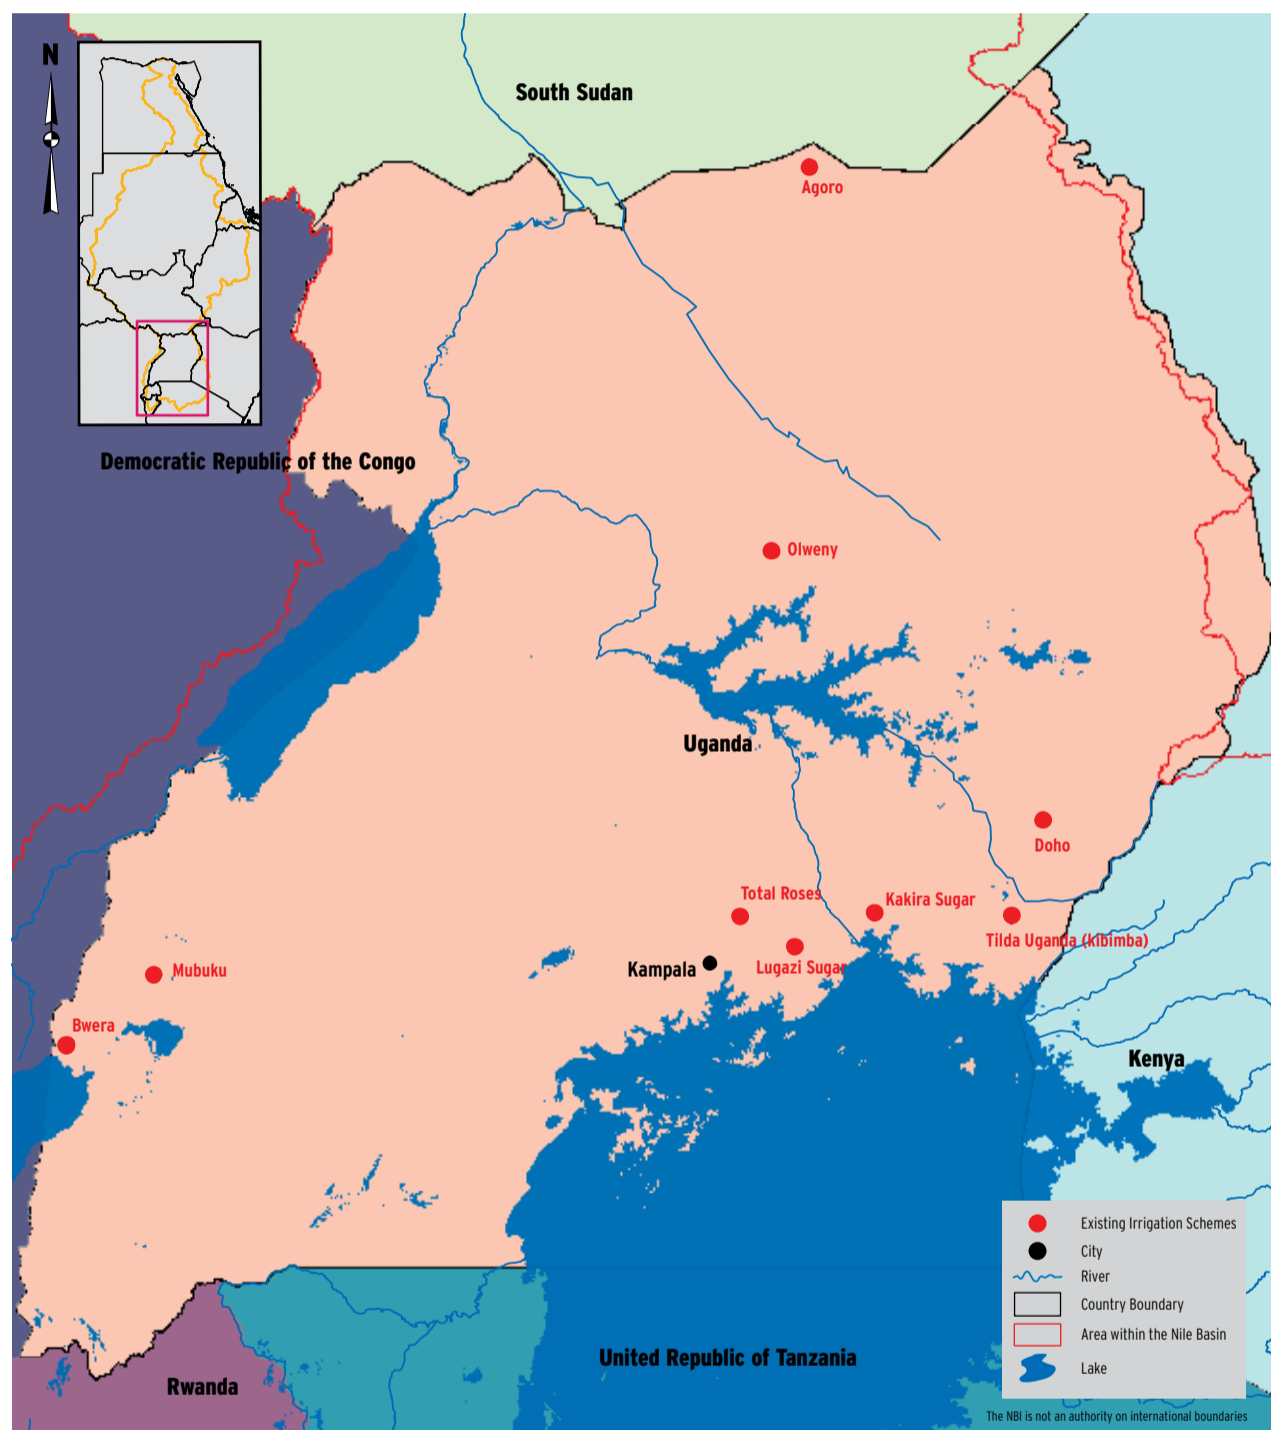 N
South Sudan
Agoro
Democratic Republic of the Congo
Olweny
Uganda
Doho
Total Roses
Kakira Sugar
Tilda Uganda (kibimba)
Lugazi Sugar
Kampala
Mubuku
Bwera
Kenya
Existing Irrigation Schemes
City
River
Country Boundary
Area within the Nile Basin
Lake
United Republic of Tanzania
Rwanda
The NBI is not an authority on international boundaries